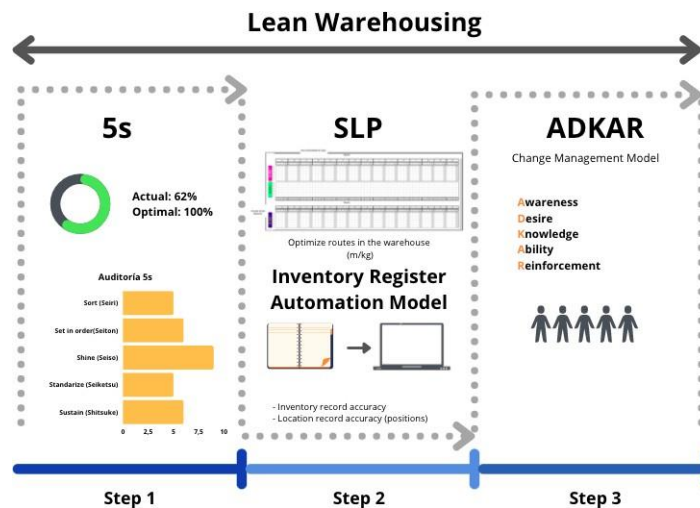 Lean Warehousing
5s
Actual: 62%
Optimal: 100%
Auditoría 5s
Sort (Seiri)
Set in order(Seiton)
Shine (Seiso)
Standarize (Seiketsu)
Sustain (Shitsuke)
0 2,5 5 7,5 10
SLP
Optimize routes in the warehouse
(m/kg)
Inventory Register
Automation Model
- Inventory record accuracy
- Location record accuracy (positions)
ADKAR
Change Management Model
Awareness
Desire
Knowledge
Ability
Reinforcement
Step 1
Step 2
Step 3